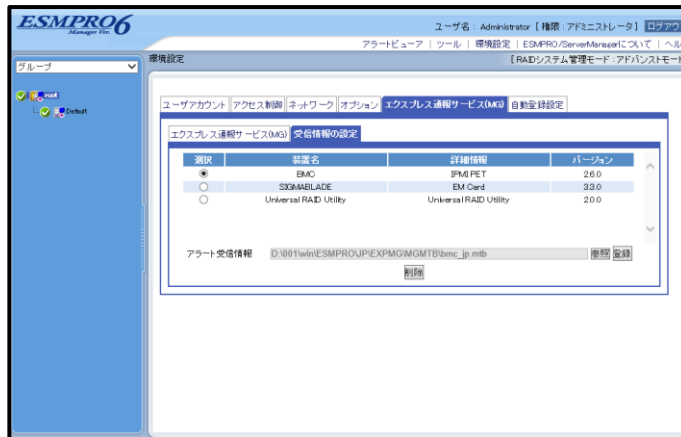 ESMPRO6
Manager Ver.
ユーザ名 : Administrator [ 権限 : アドミニストレータ ] ログアウ
アラートビューア | ツール | 環境設定 | ESMPRO/ServerManagerについて | ヘル
グループ
環境設定
[ RAIDシステム管理モード : アドバンストモード
root
Default
ユーザアカウント アクセス制御 ネットワーク オプション エクスプレス通報サービス(MG) 自動登録設定
エクスプレス通報サービス(MG) 受信情報の設定
選択 装置名 詳細情報 バージョン
BMC IPMI PET 2.6.0
SIGMABLADE EM Card 3.3.0
Universal RAID Utility Universal RAID Utility 2.0.0
アラート受信情報 D:\001\win\ESMPRO\JP\EXPMG\MGMTB\bmc_jp.mtb 参照 登録
削除